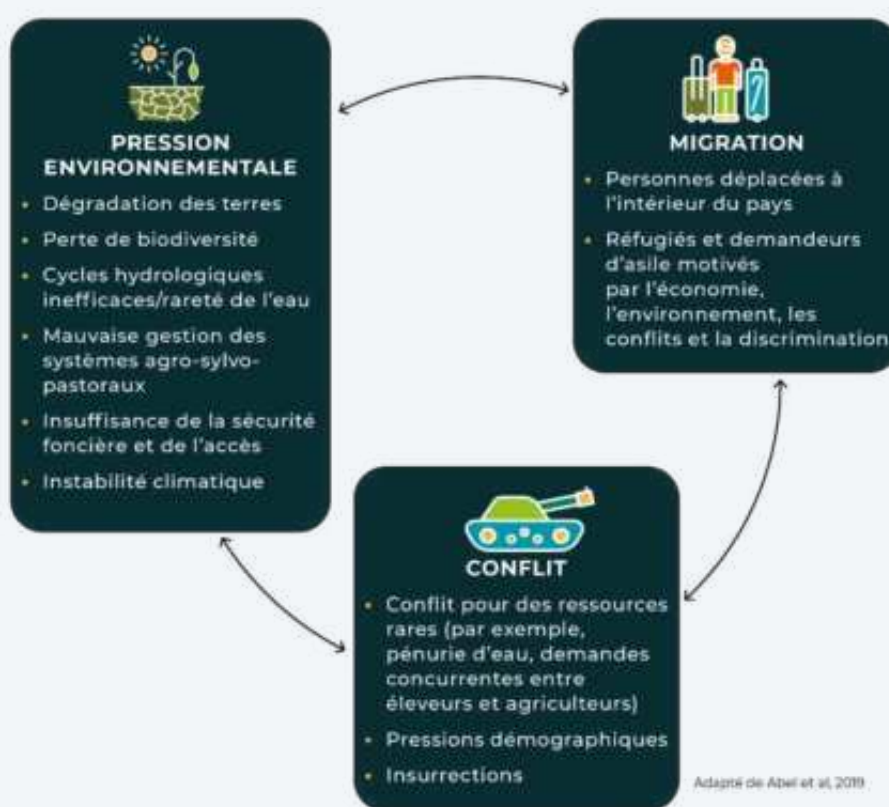 PRESSION
ENVIRONNEMENTALE
• Dégradation des terres
• Perte de biodiversité
• Cycles hydrologiques
inefficaces/rareté de l'eau
• Mauvaise gestion des
systèmes agro-sylvo-
pastoraux
• Insuffisance de la sécurité
foncière et de l'accès
• Instabilité climatique
MIGRATION
• Personnes déplacées à
l'intérieur du pays
• Réfugiés et demandeurs
d'asile motivés
par l'économie,
l'environnement, les
conflits et la discrimination
CONFLIT
• Conflit pour des ressources
rares (par exemple,
pénurie d'eau, demandes
concurrentes entre
éleveurs et agriculteurs)
• Pressions démographiques
• Insurrections
Adapté de Abel et al, 2019